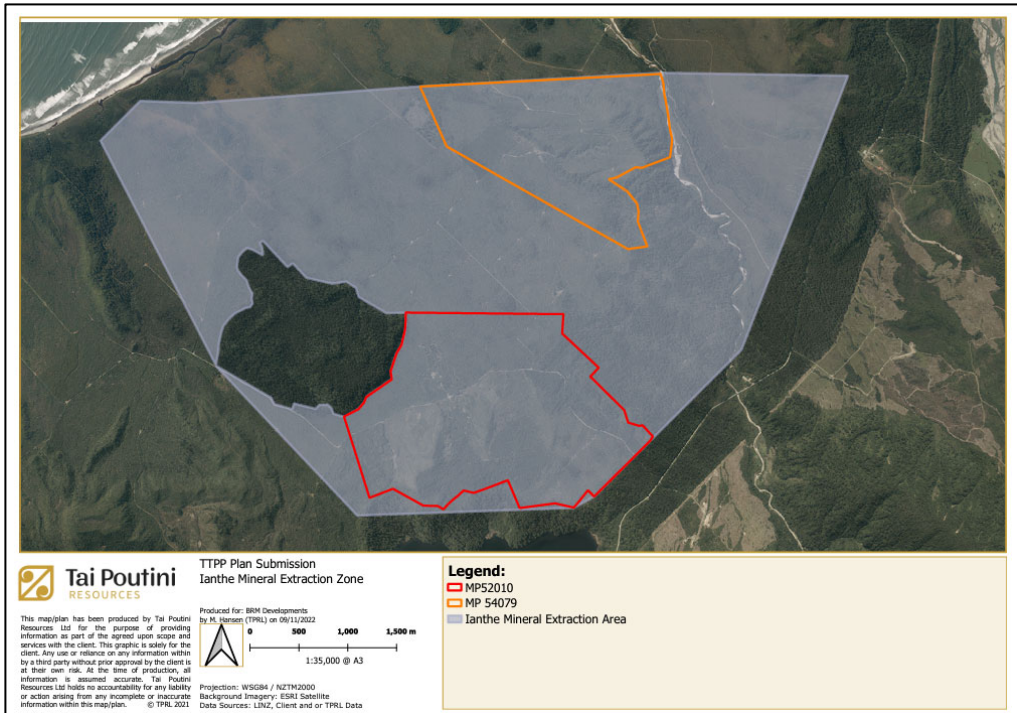 Tai Poutini
RESOURCES
This map/plan has been produced by Tai Poutini
Resources Ltd for the purpose of providing
information as part of the agreed upon scope and
services with the client. This graphic is solely for the
client. Any use or reliance on any information within
by a third party without prior approval by the client is
at their own risk. At the time of production, all
information is assumed accurate. Tai Poutini
Resources Ltd holds no accountability for any liability
or action arising from any incomplete or inaccurate
information within this map/plan. © TPRL 2021
TTPP Plan Submission
Ianthe Mineral Extraction Zone
Produced for: BRM Developments
by M. Hansen (TPRL) on 09/11/2022
0 500 1,000 1,500 m
1:35,000 @ A3
Projection: WSG84 / NZTM2000
Background Imagery: ESRI Satellite
Data Sources: LINZ, Client and or TPRL Data
Legend:
MP52010
MP 54079
Ianthe Mineral Extraction Area